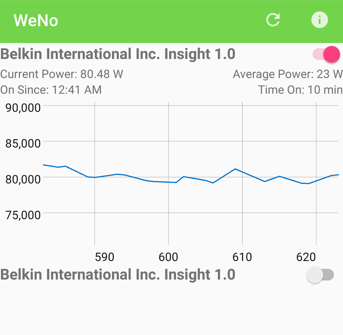 WeNo
Belkin International Inc. Insight 1.0
Current Power: 80.48 W Average Power: 23 W
On Since: 12:41 AM Time On: 10 min
90,000
85,000
80,000
75,000
590 600 610 620
Belkin International Inc. Insight 1.0